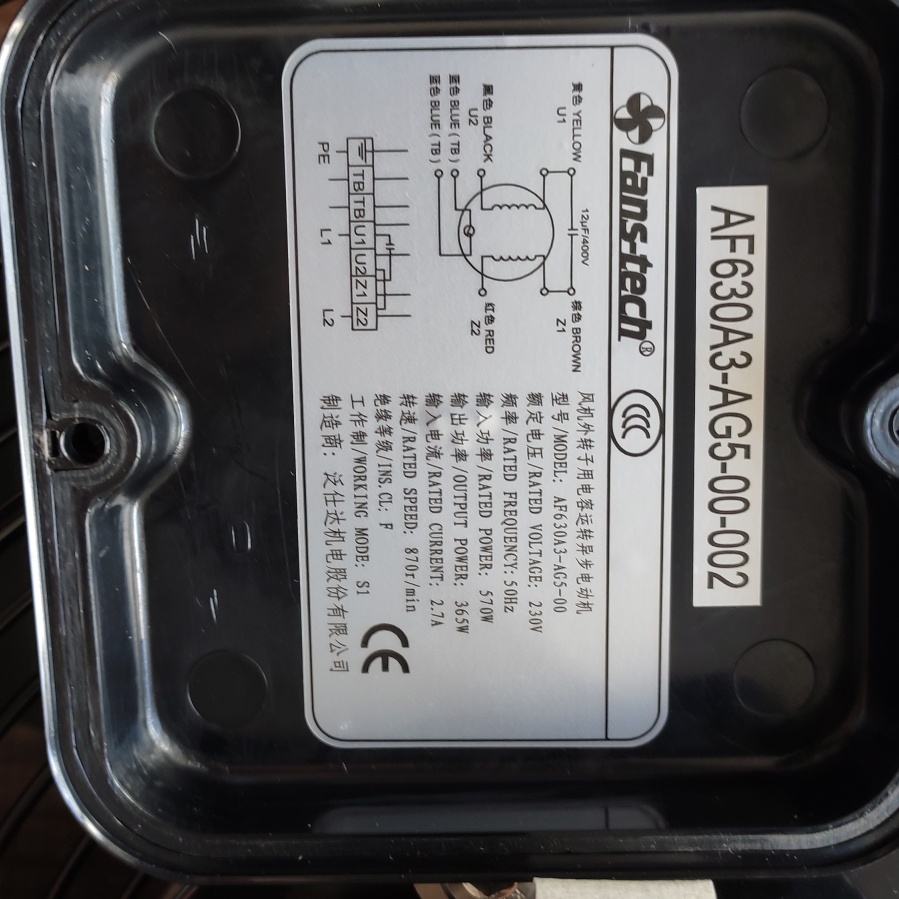 AF630A3-AG5-00-002
Fans-tech®
CCC
黄色 YELLOW
U1
12μF/400V
棕色 BROWN
Z1
黑色 BLACK
U2
蓝色 BLUE(TB)
蓝色 BLUE(TB)
红色 RED
Z2
TB TB U1 U2 Z1 Z2
PE L1 L2
风机外转子用电容运转异步电动机
型号/MODEL: AF630A3-AG5-00
额定电压/RATED VOLTAGE: 230V
频率/RATED FREQUENCY: 50Hz
输入功率/RATED POWER: 570W
输出功率/OUTPUT POWER: 365W
输入电流/RATED CURRENT: 2.7A
转速/RATED SPEED: 870r/min
绝缘等级/INS.CL: F
工作制/WORKING MODE: S1
制造商: 泛仕达机电股份有限公司
CE